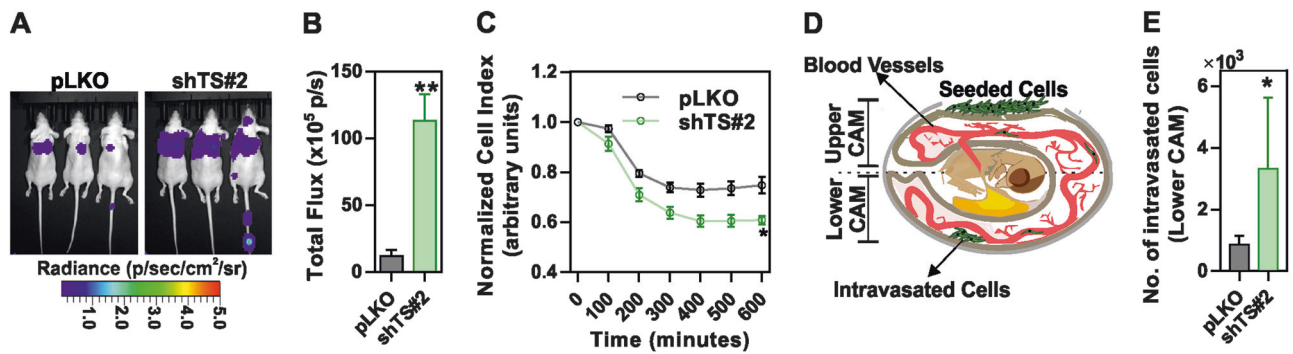 A
pLKO
shTS#2
Radiance (p/sec/cm²/sr)
1.0
2.0
3.0
4.0
5.0
B
Total Flux (x10⁵ p/s)
150
100
50
0
**
pLKO
shTS#2
C
Normalized Cell Index
(arbitrary units)
1.2
1.0
0.8
0.6
0.4
pLKO
shTS#2
*
0
100
200
300
400
500
600
Time (minutes)
D
Blood Vessels
Seeded Cells
Upper
CAM
Lower
CAM
Intravasated Cells
E
No. of intravasated cells
(Lower CAM)
×10³
6
4
2
0
*
pLKO
shTS#2